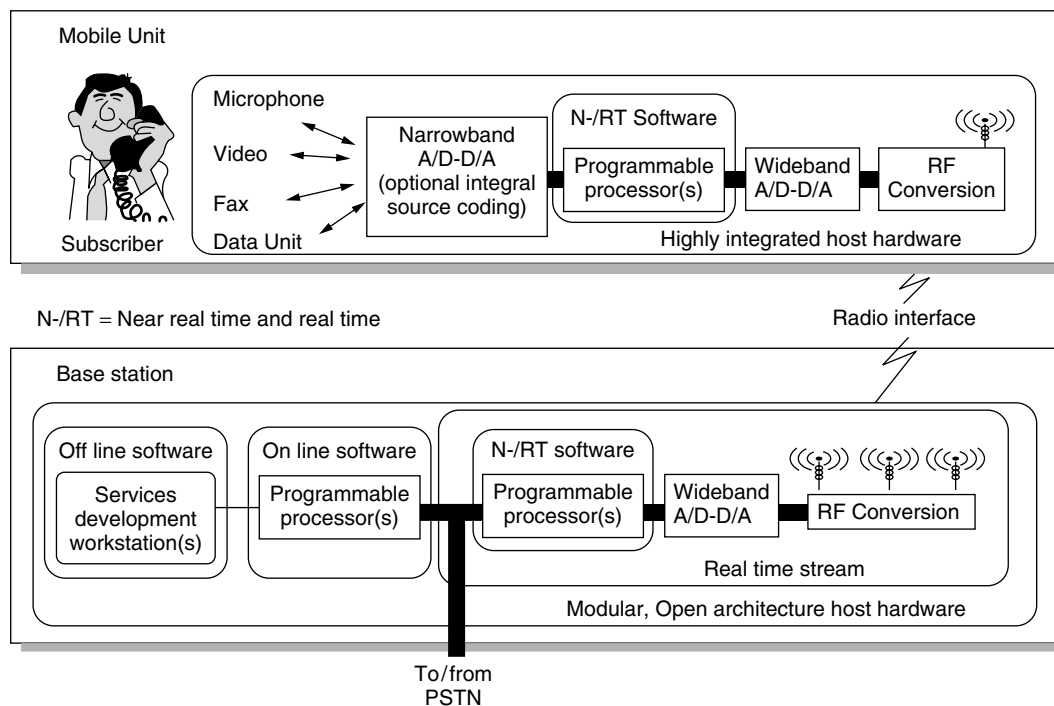 Mobile Unit
Subscriber
Microphone
Video
Fax
Data Unit
Narrowband
A/D-D/A
(optional integral
source coding)
N-/RT Software
Programmable
processor(s)
Wideband
A/D-D/A
RF
Conversion
Highly integrated host hardware
N-/RT = Near real time and real time
Radio interface
Base station
Off line software
Services
development
workstation(s)
On line software
Programmable
processor(s)
N-/RT software
Programmable
processor(s)
Wideband
A/D-D/A
RF Conversion
Real time stream
Modular, Open architecture host hardware
To/from
PSTN